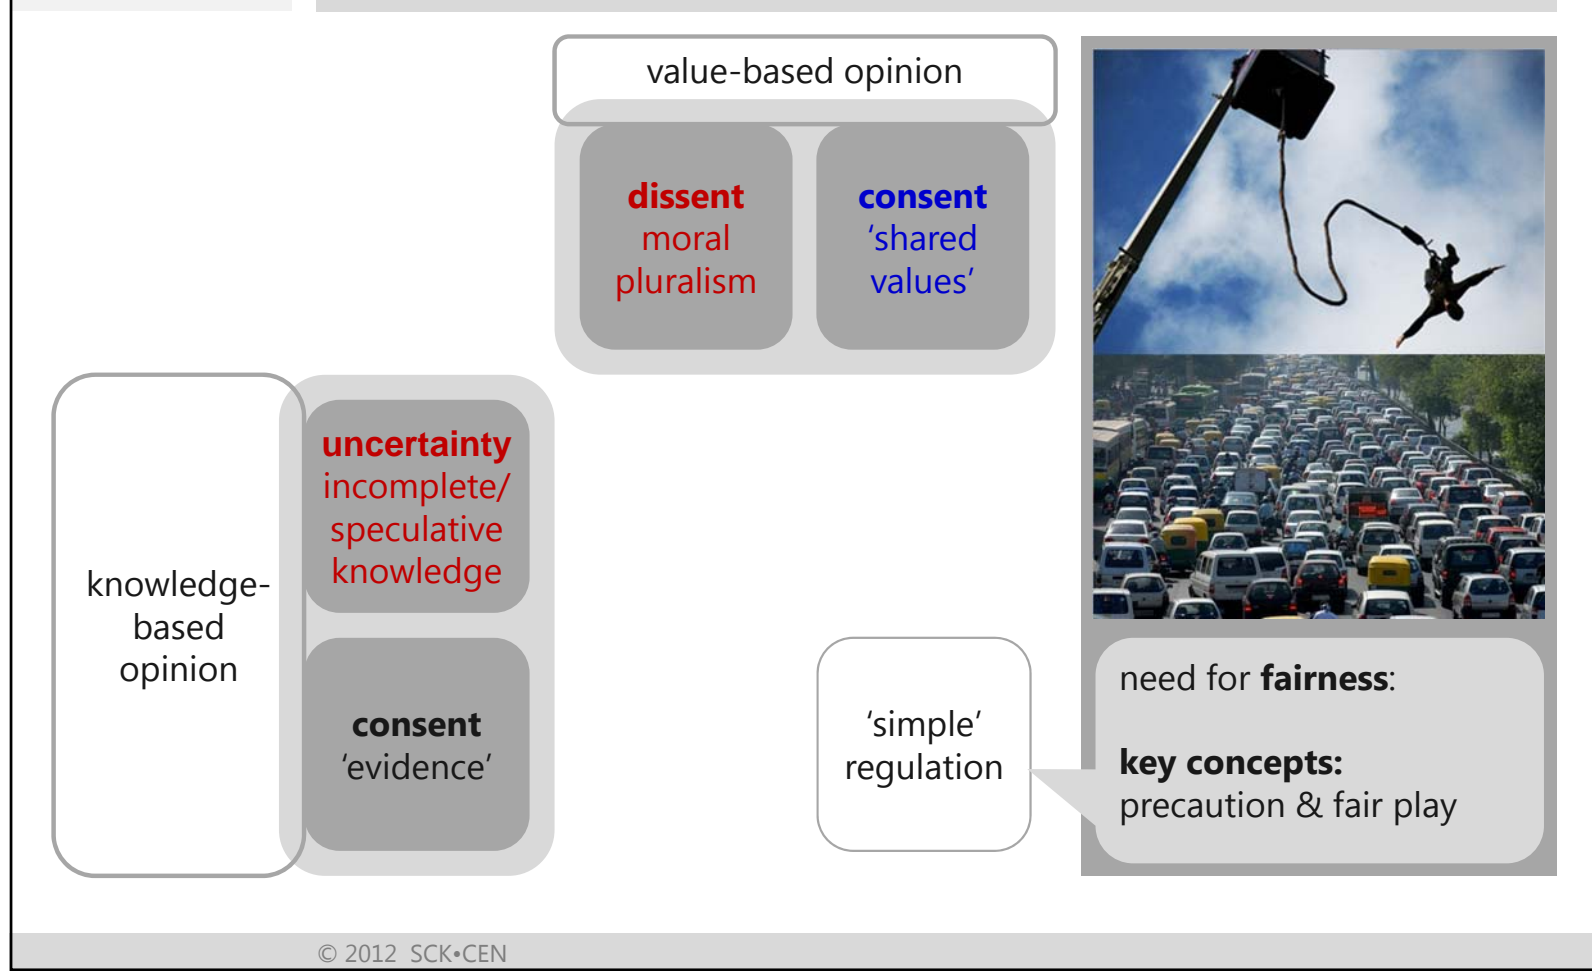 value-based opinion
dissent
moral
pluralism
consent
‘shared
values’
uncertainty
incomplete/
speculative
knowledge
knowledge-
based
opinion
consent
‘evidence’
‘simple’
regulation
need for fairness:
key concepts:
precaution & fair play
© 2012 SCK•CEN